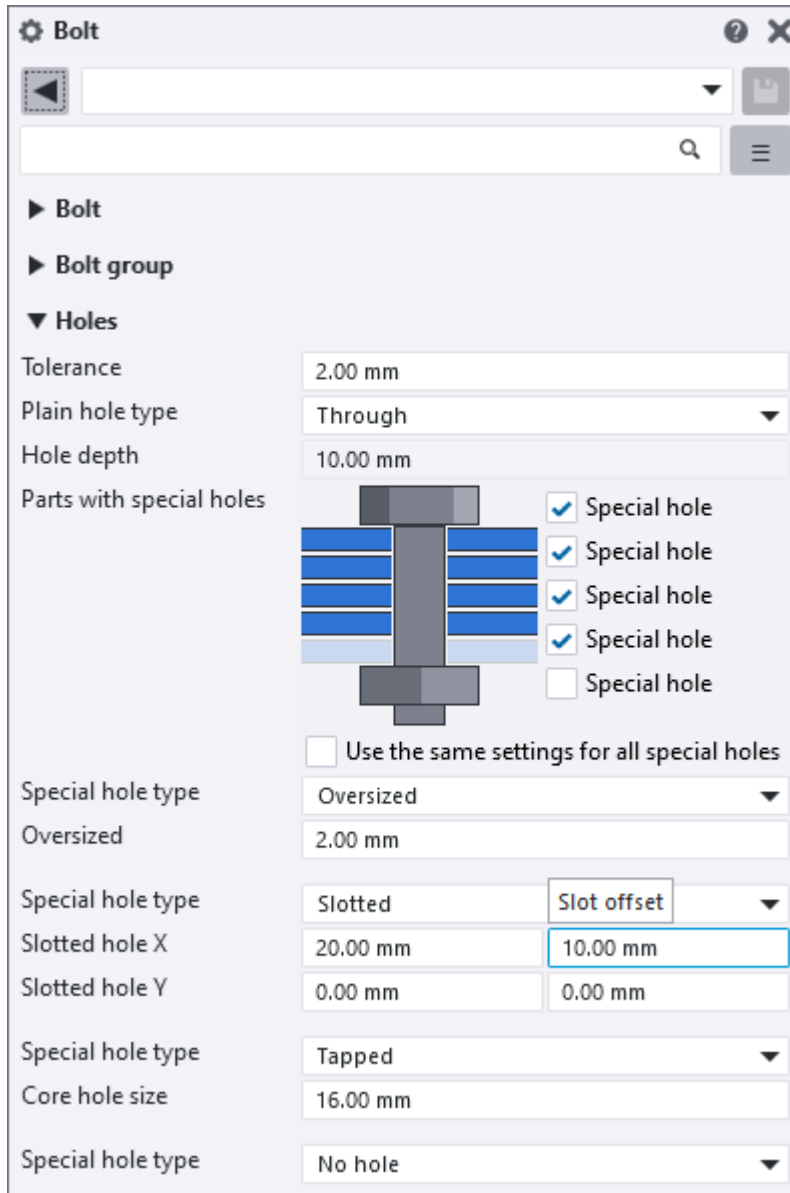 Bolt
Bolt
Bolt group
Holes
Tolerance 2.00 mm
Plain hole type Through
Hole depth 10.00 mm
Parts with special holes
Special hole
Special hole
Special hole
Special hole
Special hole
Use the same settings for all special holes
Special hole type Oversized
Oversized 2.00 mm
Special hole type Slotted Slot offset
Slotted hole X 20.00 mm 10.00 mm
Slotted hole Y 0.00 mm 0.00 mm
Special hole type Tapped
Core hole size 16.00 mm
Special hole type No hole